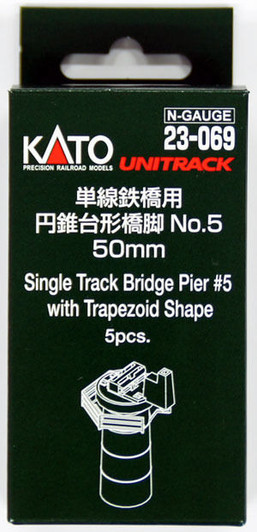 N-GAUGE
23-069
KATO
PRECISION RAILROAD MODELS
UNITRACK
単線鉄橋用
円錐台形橋脚 No.5
50mm
Single Track Bridge Pier #5
with Trapezoid Shape
5pcs.